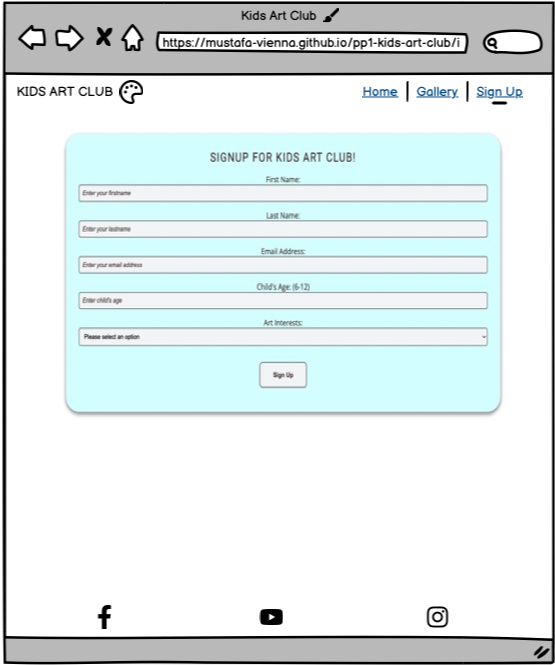 Kids Art Club
https://mustafa-vienna.github.io/pp1-kids-art-club/i
KIDS ART CLUB
Home
Gallery
Sign Up
SIGNUP FOR KIDS ART CLUB!
First Name:
Enter your firstname
Last Name:
Enter your lastname
Email Address:
Enter your email address
Child's Age: (6-12)
Enter child's age
Art Interests:
Please select an option
Sign Up